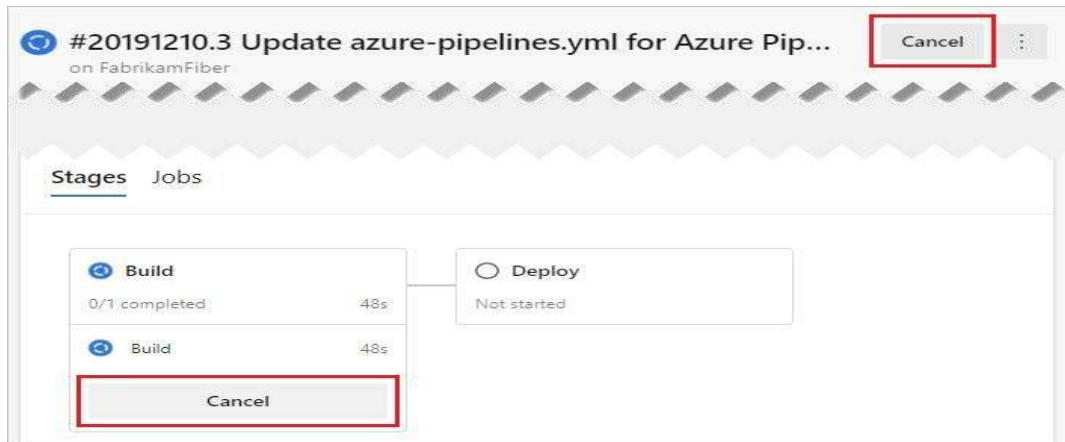 #20191210.3 Update azure-pipelines.yml for Azure Pip...
Cancel
on FabrikamFiber
Stages Jobs
Build
0/1 completed 48s
Build 48s
Cancel
Deploy
Not started